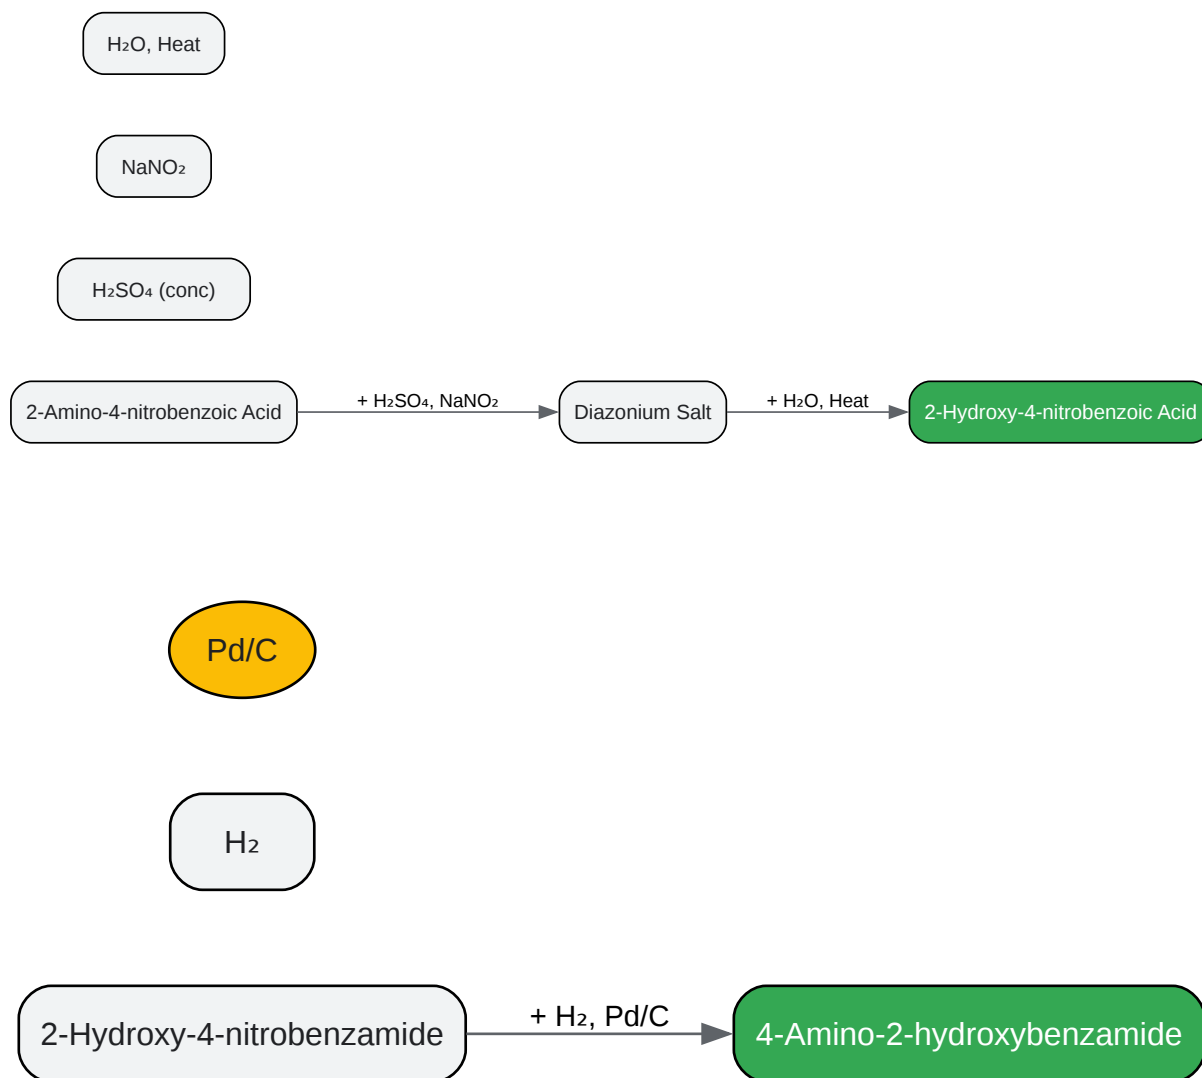 H₂O, Heat
NaNO₂
H₂SO₄ (conc)
2-Amino-4-nitrobenzoic Acid
+ H₂SO₄, NaNO₂
Diazonium Salt
+ H₂O, Heat
2-Hydroxy-4-nitrobenzoic Acid
Pd/C
H₂
2-Hydroxy-4-nitrobenzamide
+ H₂, Pd/C
4-Amino-2-hydroxybenzamide